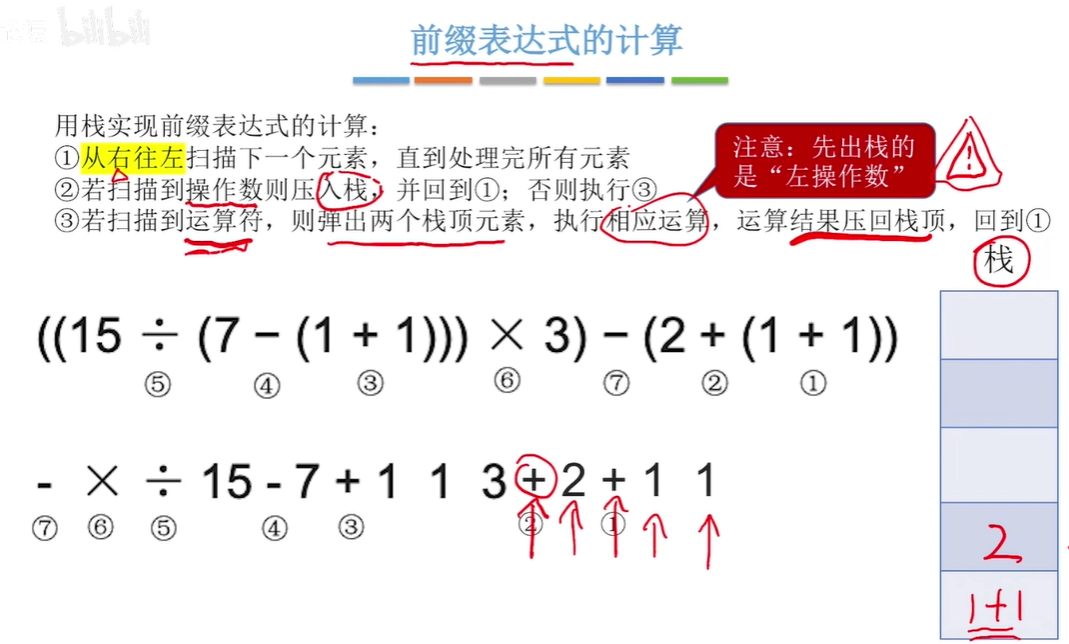 bilibili
前缀表达式的计算
用栈实现前缀表达式的计算：
①从右往左扫描下一个元素，直到处理完所有元素
②若扫描到操作数则压入栈，并回到①；否则执行③
③若扫描到运算符，则弹出两个栈顶元素，执行相应运算，运算结果压回栈顶，回到①
注意：先出栈的
是“左操作数”
!
栈
((15 ÷ (7 − (1 + 1))) × 3) − (2 + (1 + 1))
⑤ ④ ③ ⑥ ⑦ ② ①
- × ÷ 15 - 7 + 1 1 3 + 2 + 1 1
⑦ ⑥ ⑤ ④ ③ ② ①
2
1+1